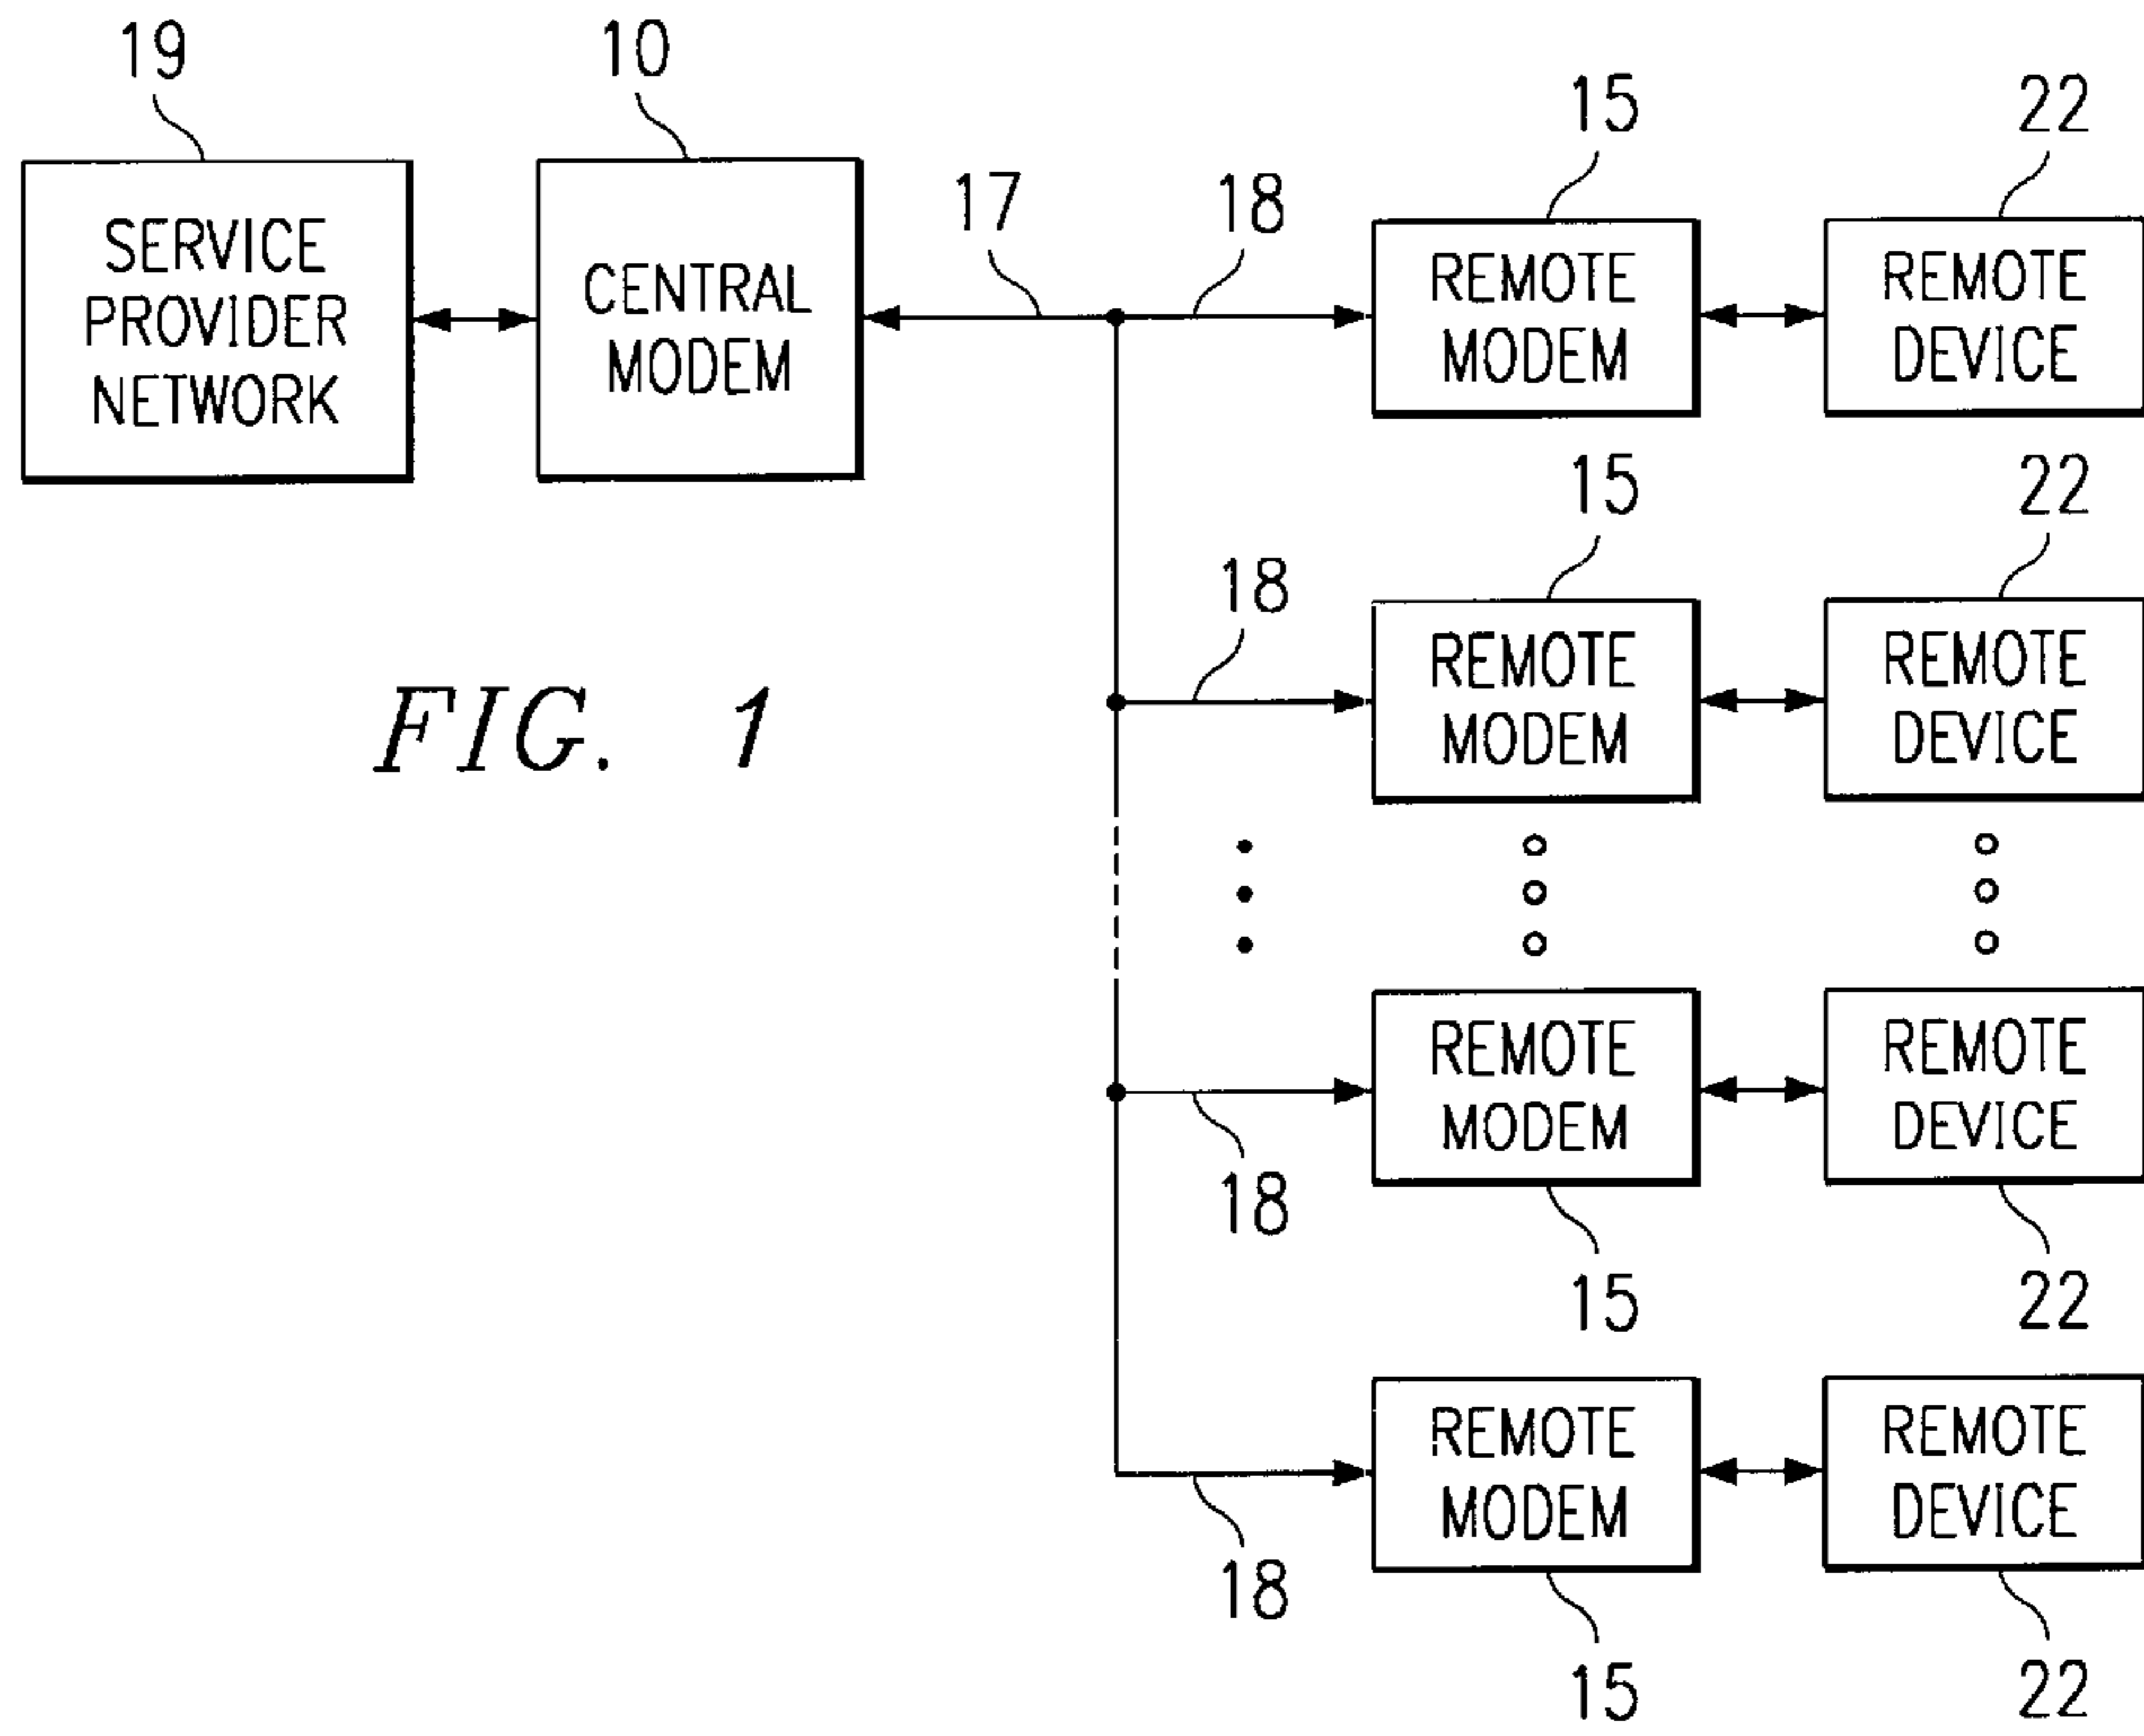 19
10
15
22
17
18
SERVICE
PROVIDER
NETWORK
CENTRAL
MODEM
REMOTE
MODEM
REMOTE
DEVICE
15
22
18
REMOTE
MODEM
REMOTE
DEVICE
FIG. 1
REMOTE
MODEM
REMOTE
DEVICE
18
15
22
REMOTE
MODEM
REMOTE
DEVICE
18
15
22